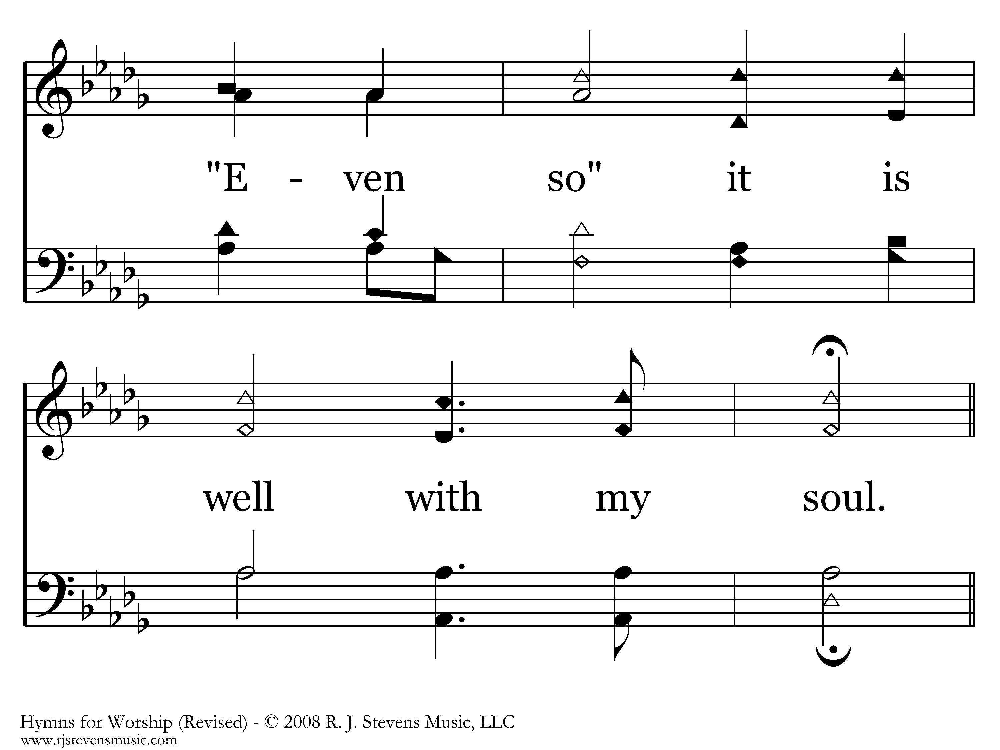 "E - ven so" it is
well with my soul.
Hymns for Worship (Revised) - © 2008 R. J. Stevens Music, LLC
www.rjstevensmusic.com